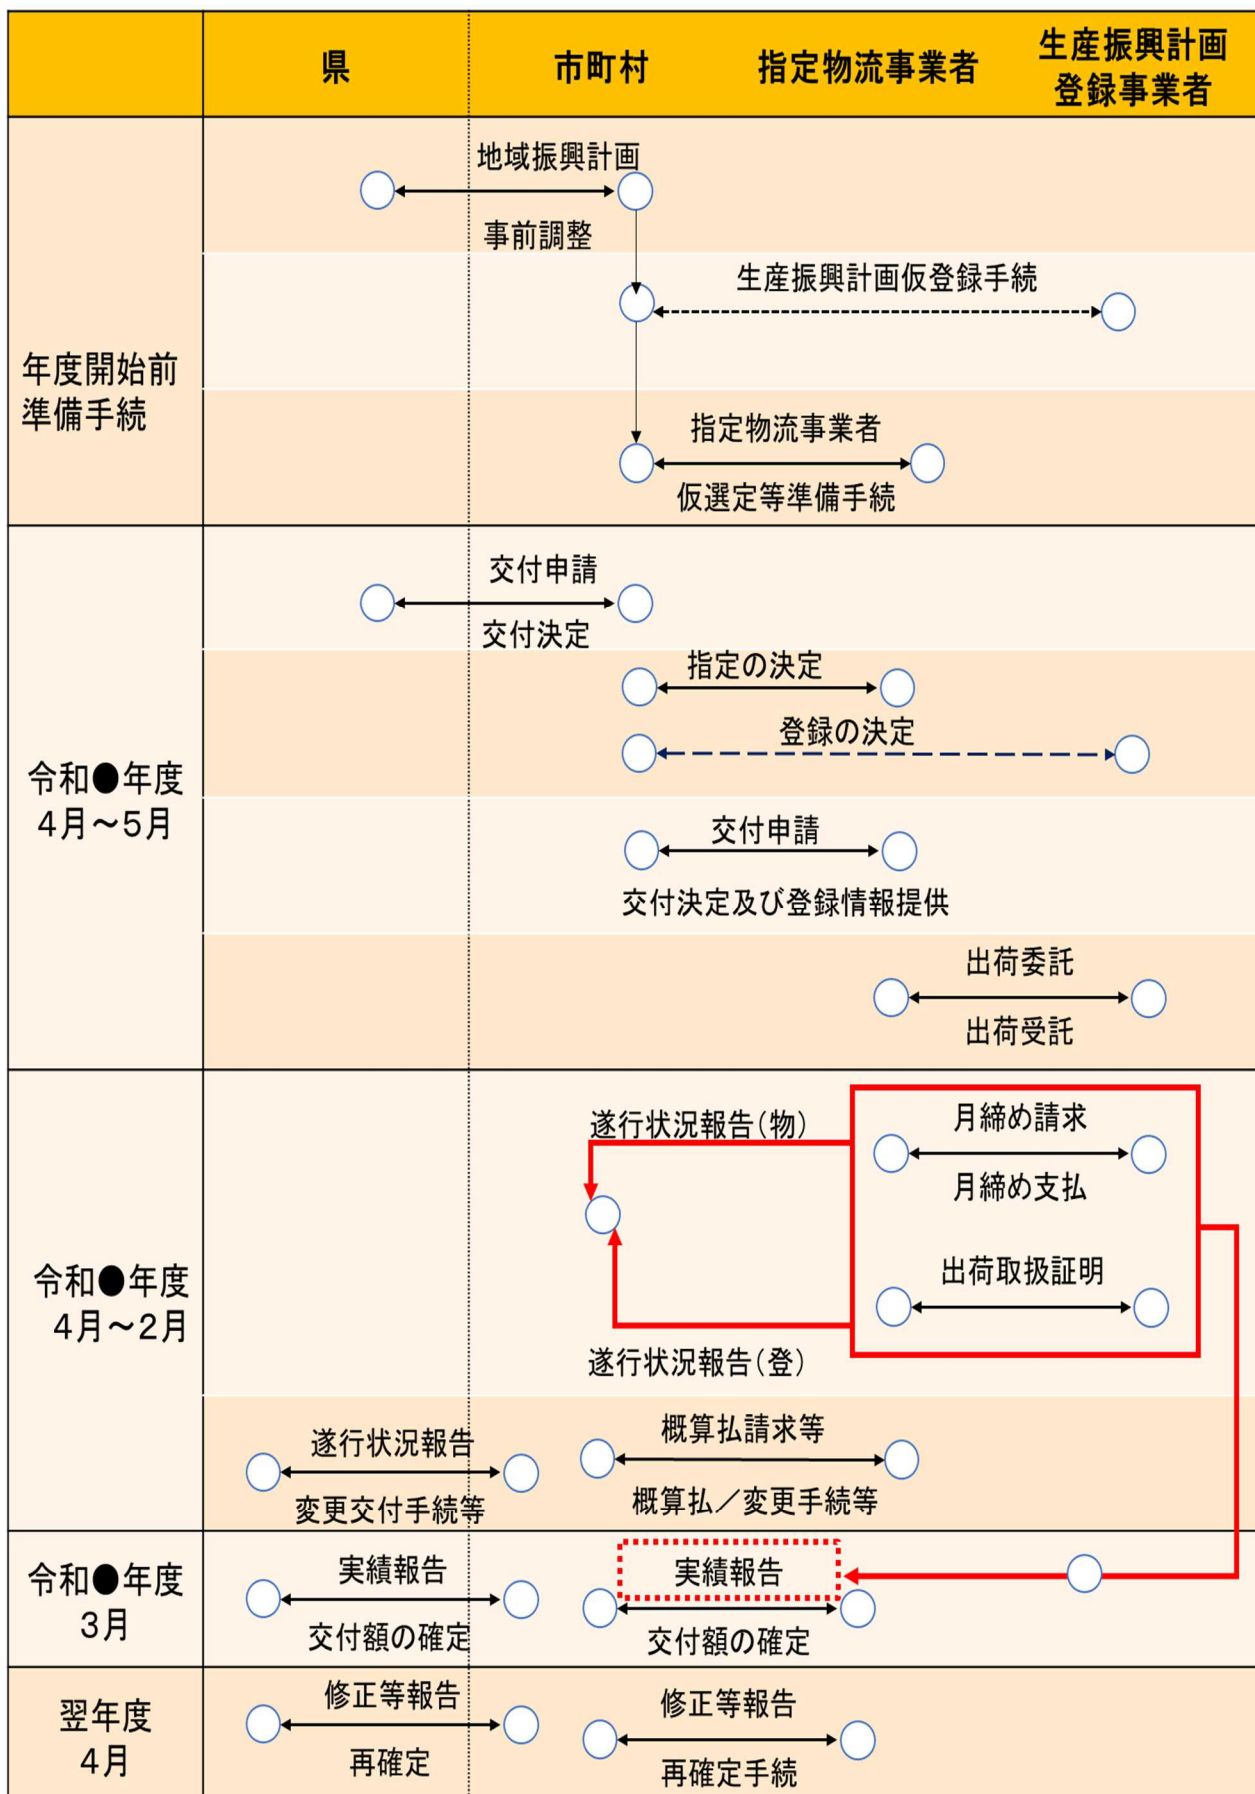 県
市町村
指定物流事業者
生産振興計画
登録事業者
年度開始前
準備手続
地域振興計画
事前調整
生産振興計画仮登録手続
指定物流事業者
仮選定等準備手続
令和●年度
4月～5月
交付申請
交付決定
指定の決定
登録の決定
交付申請
交付決定及び登録情報提供
出荷委託
出荷受託
令和●年度
4月～2月
遂行状況報告(物)
月締め請求
月締め支払
出荷取扱証明
遂行状況報告(登)
遂行状況報告
変更交付手続等
概算払請求等
概算払／変更手続等
令和●年度
3月
実績報告
交付額の確定
実績報告
交付額の確定
翌年度
4月
修正等報告
再確定
修正等報告
再確定手続